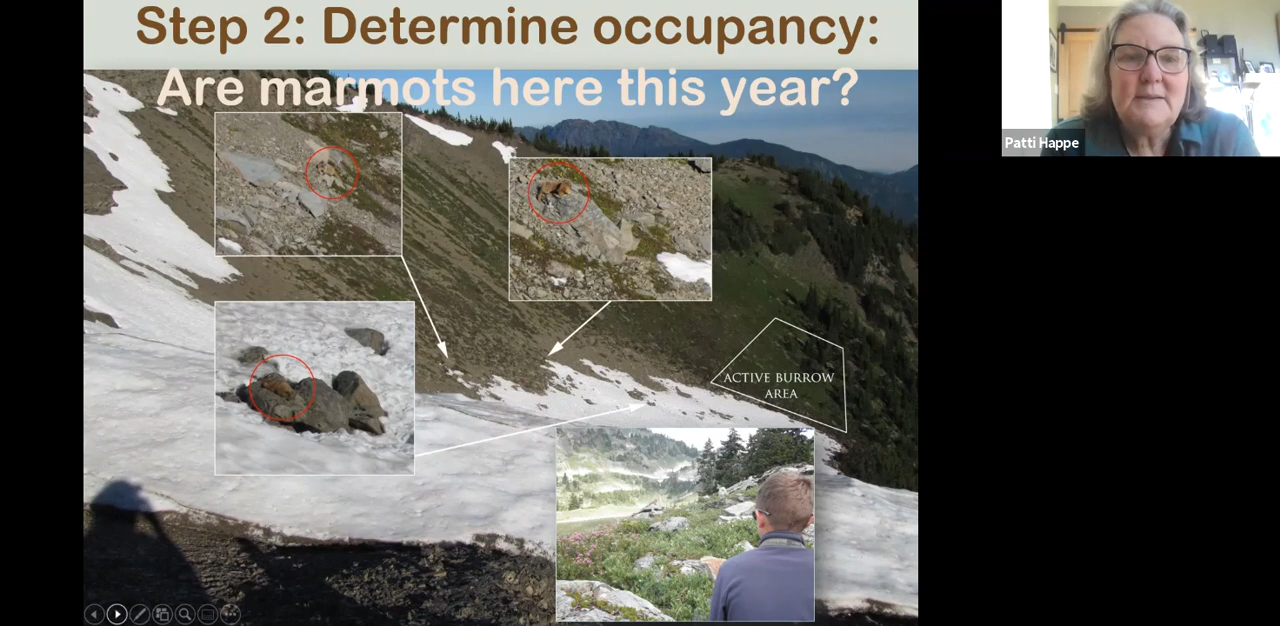 Step 2: Determine occupancy:
Are marmots here this year?
Patti Happe
ACTIVE BURROW
AREA